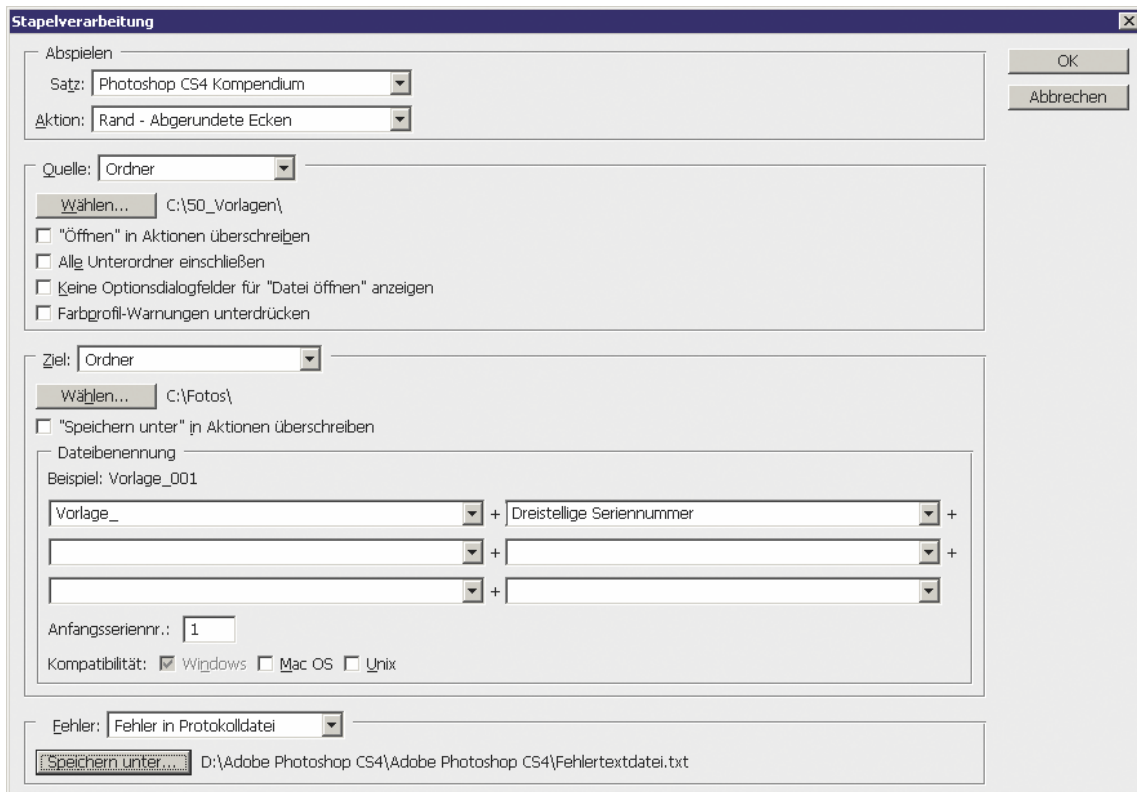 Stapelverarbeitung
Abspielen
Satz: Photoshop CS4 Kompendium
Aktion: Rand - Abgerundete Ecken
OK
Abbrechen
Quelle: Ordner
Wählen... C:\50_Vorlagen\
"Öffnen" in Aktionen überschreiben
Alle Unterordner einschließen
Keine Optionsdialogfelder für "Datei öffnen" anzeigen
Farbprofil-Warnungen unterdrücken
Ziel: Ordner
Wählen... C:\Fotos\
"Speichern unter" in Aktionen überschreiben
Dateibenennung
Beispiel: Vorlage_001
Vorlage_ + Dreistellige Seriennummer +
+ +
+
Anfangsseriennr.: 1
Kompatibilität: Windows Mac OS Unix
Fehler: Fehler in Protokolldatei
Speichern unter... D:\Adobe Photoshop CS4\Adobe Photoshop CS4\Fehlertextdatei.txt